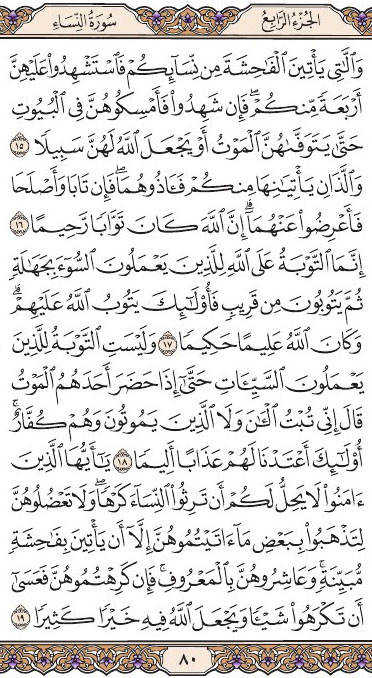 الجزء الرابع
سورة النساء
وَٱلَّٰتِى يَأْتِينَ ٱلْفَٰحِشَةَ مِن نِّسَآئِكُمْ فَٱسْتَشْهِدُوا۟ عَلَيْهِنَّ
أَرْبَعَةً مِّنكُمْ ۖ فَإِن شَهِدُوا۟ فَأَمْسِكُوهُنَّ فِى ٱلْبُيُوتِ
حَتَّىٰ يَتَوَفَّىٰهُنَّ ٱلْمَوْتُ أَوْ يَجْعَلَ ٱللَّهُ لَهُنَّ سَبِيلًا ١٥
وَٱلَّذَانِ يَأْتِيَٰنِهَا مِنكُمْ فَـَٔاذُوهُمَا ۖ فَإِن تَابَا وَأَصْلَحَا
فَأَعْرِضُوا۟ عَنْهُمَآ ۗ إِنَّ ٱللَّهَ كَانَ تَوَّابًا رَّحِيمًا ١٦
إِنَّمَا ٱلتَّوْبَةُ عَلَى ٱللَّهِ لِلَّذِينَ يَعْمَلُونَ ٱلسُّوٓءَ بِجَهَٰلَةٍ
ثُمَّ يَتُوبُونَ مِن قَرِيبٍ فَأُو۟لَٰٓئِكَ يَتُوبُ ٱللَّهُ عَلَيْهِمْ ۗ
وَكَانَ ٱللَّهُ عَلِيمًا حَكِيمًا ١٧ وَلَيْسَتِ ٱلتَّوْبَةُ لِلَّذِينَ
يَعْمَلُونَ ٱلسَّيِّـَٔاتِ حَتَّىٰٓ إِذَا حَضَرَ أَحَدَهُمُ ٱلْمَوْتُ
قَالَ إِنِّى تُبْتُ ٱلْـَٰٔنَ وَلَا ٱلَّذِينَ يَمُوتُونَ وَهُمْ كُفَّارٌ ۚ
أُو۟لَٰٓئِكَ أَعْتَدْنَا لَهُمْ عَذَابًا أَلِيمًا ١٨ يَٰٓأَيُّهَا ٱلَّذِينَ
ءَامَنُوا۟ لَا يَحِلُّ لَكُمْ أَن تَرِثُوا۟ ٱلنِّسَآءَ كَرْهًا ۖ وَلَا تَعْضُلُوهُنَّ
لِتَذْهَبُوا۟ بِبَعْضِ مَآ ءَاتَيْتُمُوهُنَّ إِلَّآ أَن يَأْتِينَ بِفَٰحِشَةٍ
مُّبَيِّنَةٍ ۚ وَعَاشِرُوهُنَّ بِٱلْمَعْرُوفِ ۚ فَإِن كَرِهْتُمُوهُنَّ فَعَسَىٰٓ
أَن تَكْرَهُوا۟ شَيْـًٔا وَيَجْعَلَ ٱللَّهُ فِيهِ خَيْرًا كَثِيرًا ١٩
٨٠